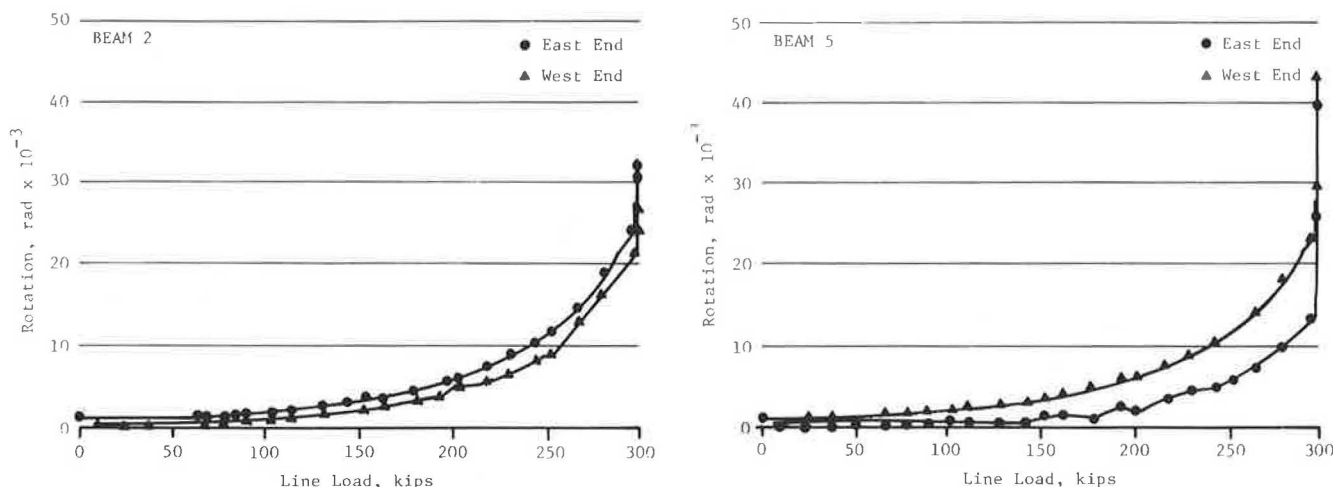 BEAM 2
East End
West End
50
40
30
20
10
0
Rotation, rad x 10⁻³
0 50 100 150 200 250 300
Line Load, kips
BEAM 5
East End
West End
50
40
30
20
10
0
Rotation, rad x 10
0 50 100 150 200 250 300
Line Load, kips